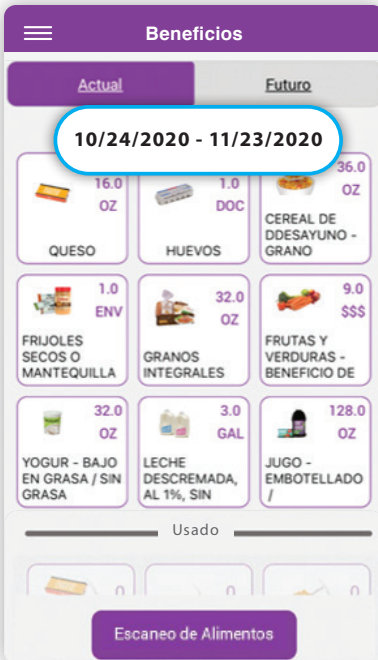 Beneficios
Actual
Futuro
10/24/2020 - 11/23/2020
16.0
OZ
QUESO
1.0
DOC
HUEVOS
36.0
OZ
CEREAL DE
DDESAYUNO -
GRANO
1.0
ENV
FRIJOLES
SECOS O
MANTEQUILLA
32.0
OZ
GRANOS
INTEGRALES
9.0
$$$
FRUTAS Y
VERDURAS -
BENEFICIO DE
32.0
OZ
YOGUR - BAJO
EN GRASA / SIN
GRASA
3.0
GAL
LECHE
DESCREMADA,
AL 1%, SIN
128.0
OZ
JUGO -
EMBOTELLADO
/
Usado
0
0
0
Escaneo de Alimentos